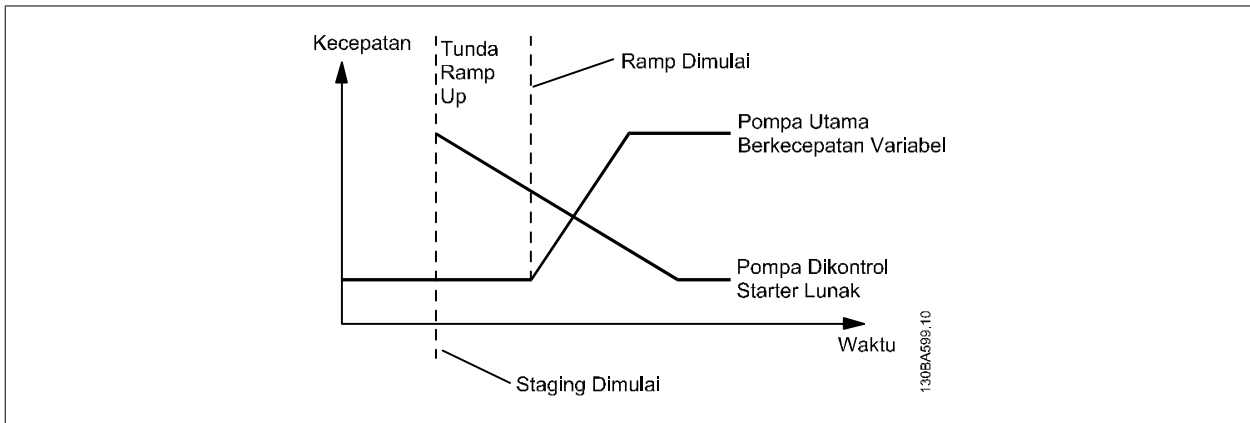 Kecepatan
Tunda
Ramp
Up
Ramp Dimulai
Pompa Utama
Berkecepatan Variabel
Pompa Dikontrol
Starter Lunak
Waktu
Staging Dimulai
130BA599.10